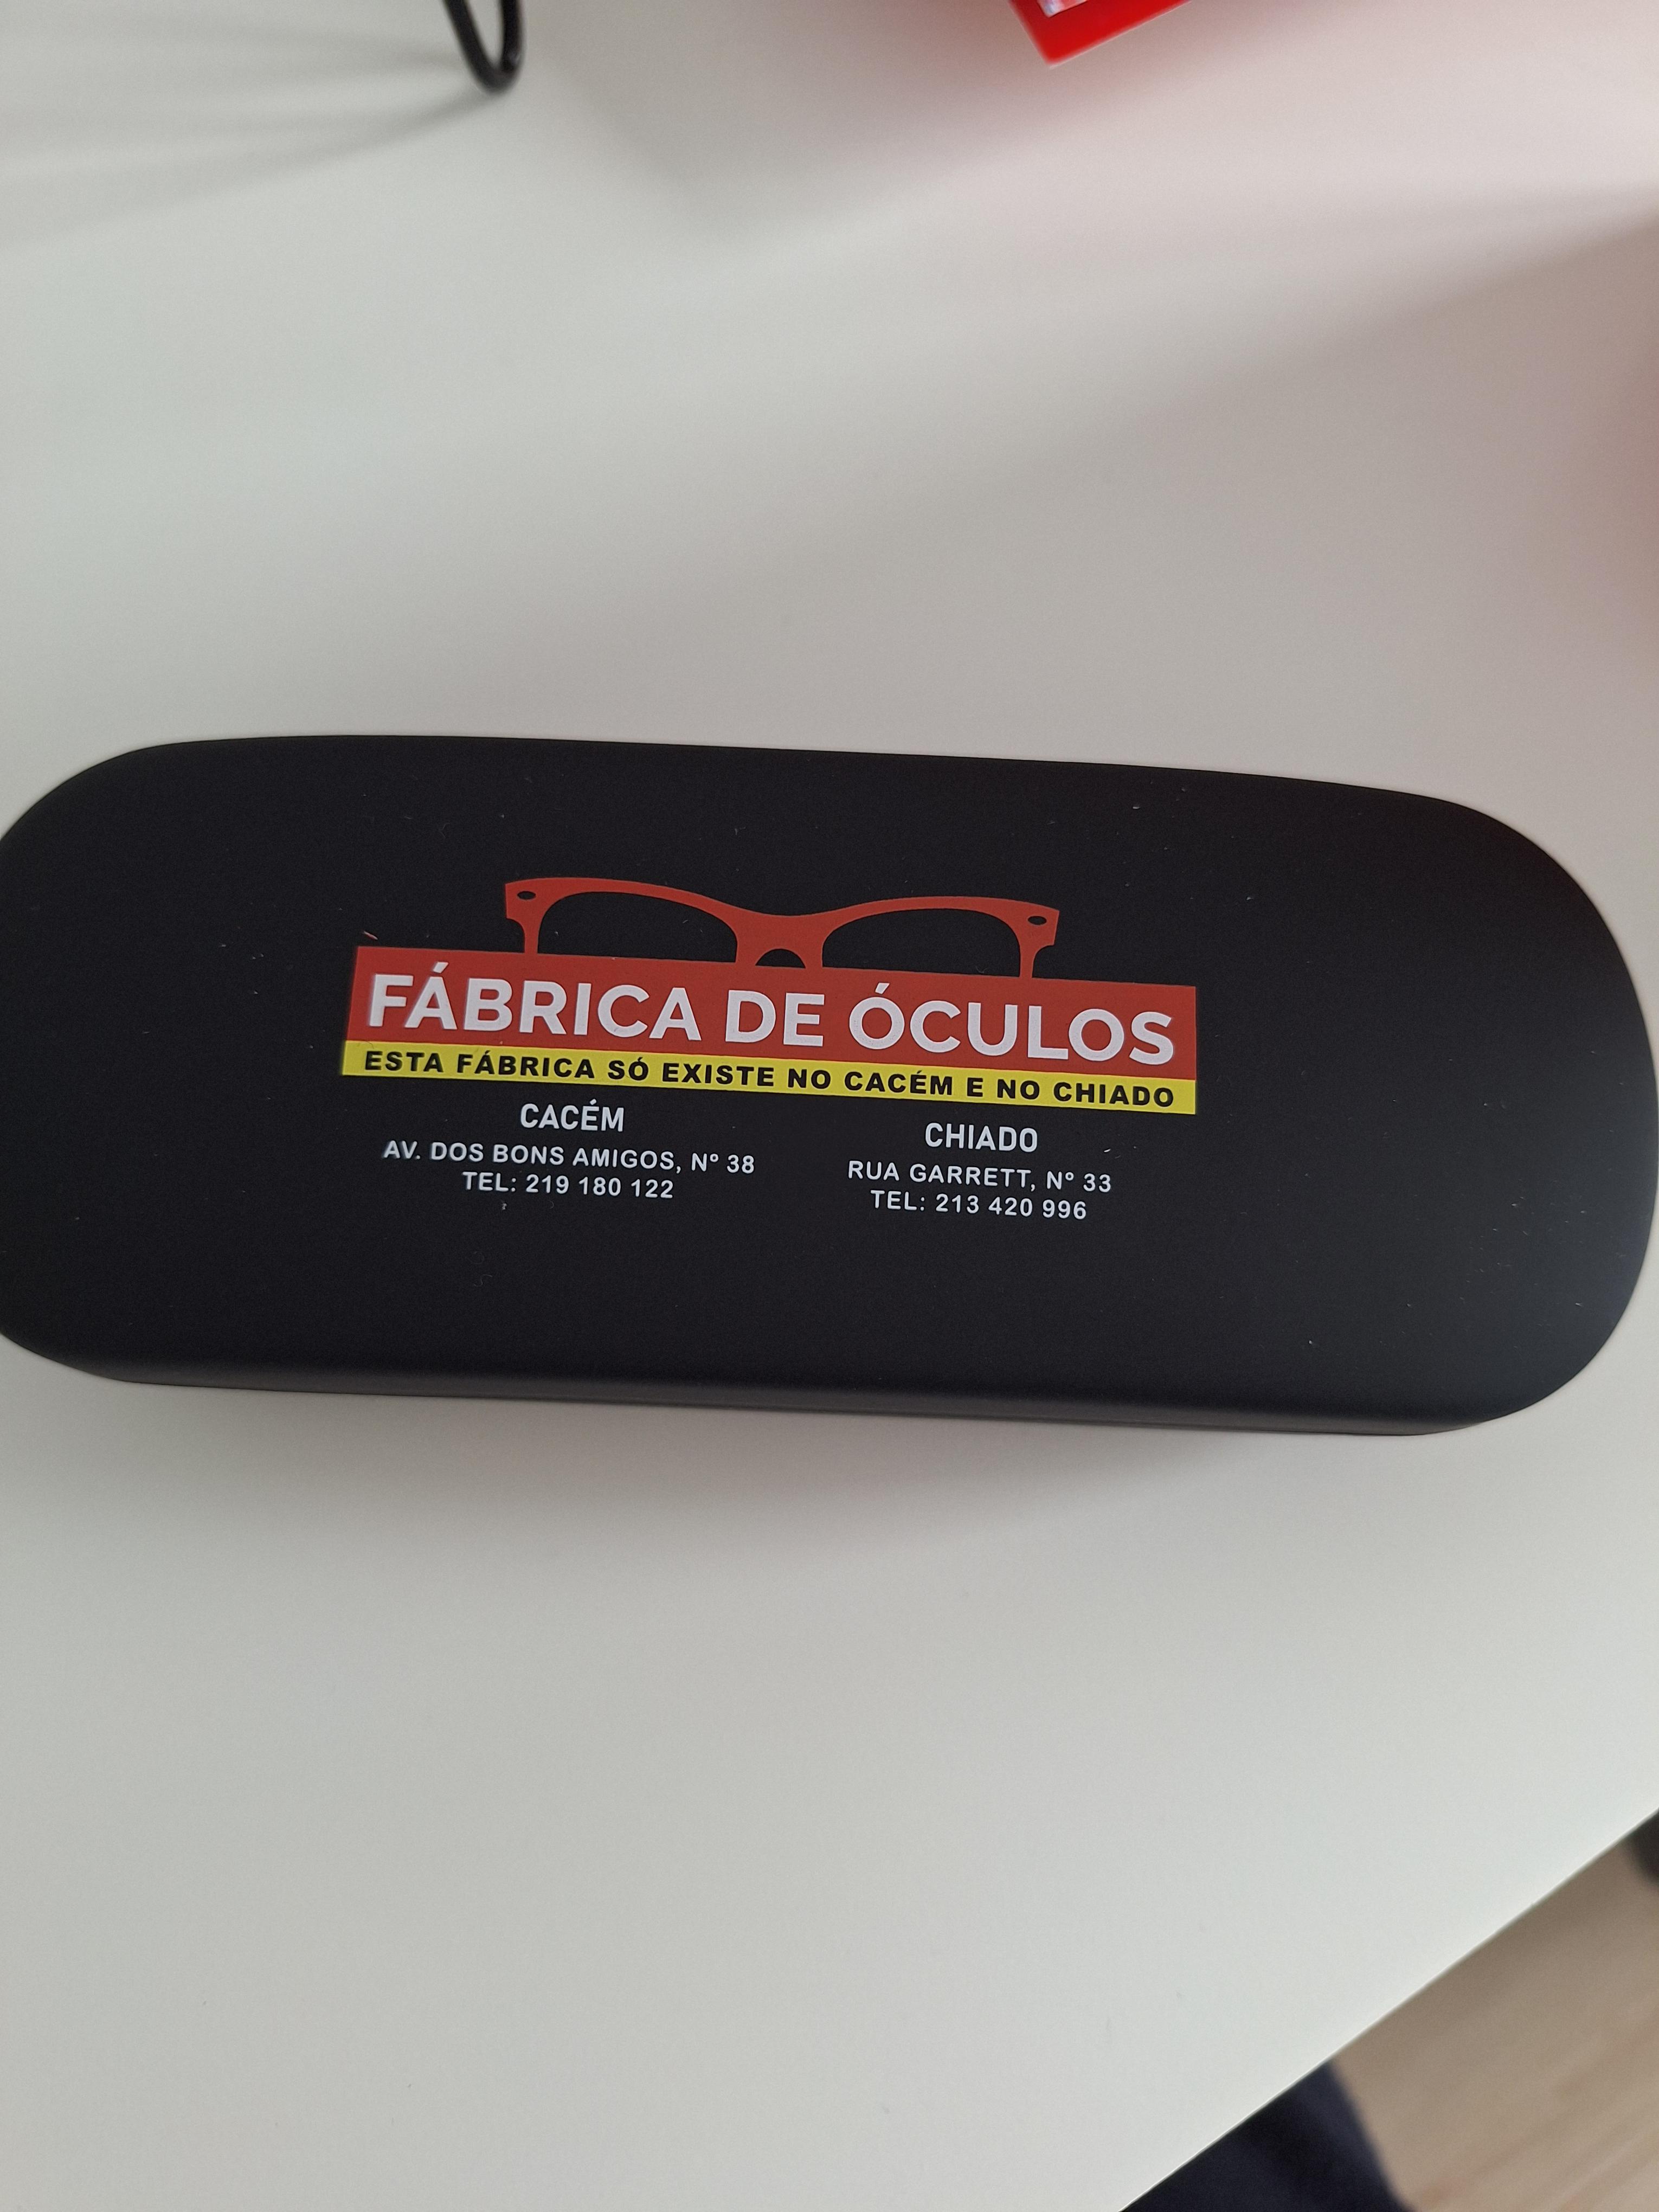 FÁBRICA DE ÓCULOS
ESTA FÁBRICA SÓ EXISTE NO CACÉM E NO CHIADO
CACÉM
AV. DOS BONS AMIGOS, Nº 38
TEL: 219 180 122
CHIADO
RUA GARRETT, Nº 33
TEL: 213 420 996